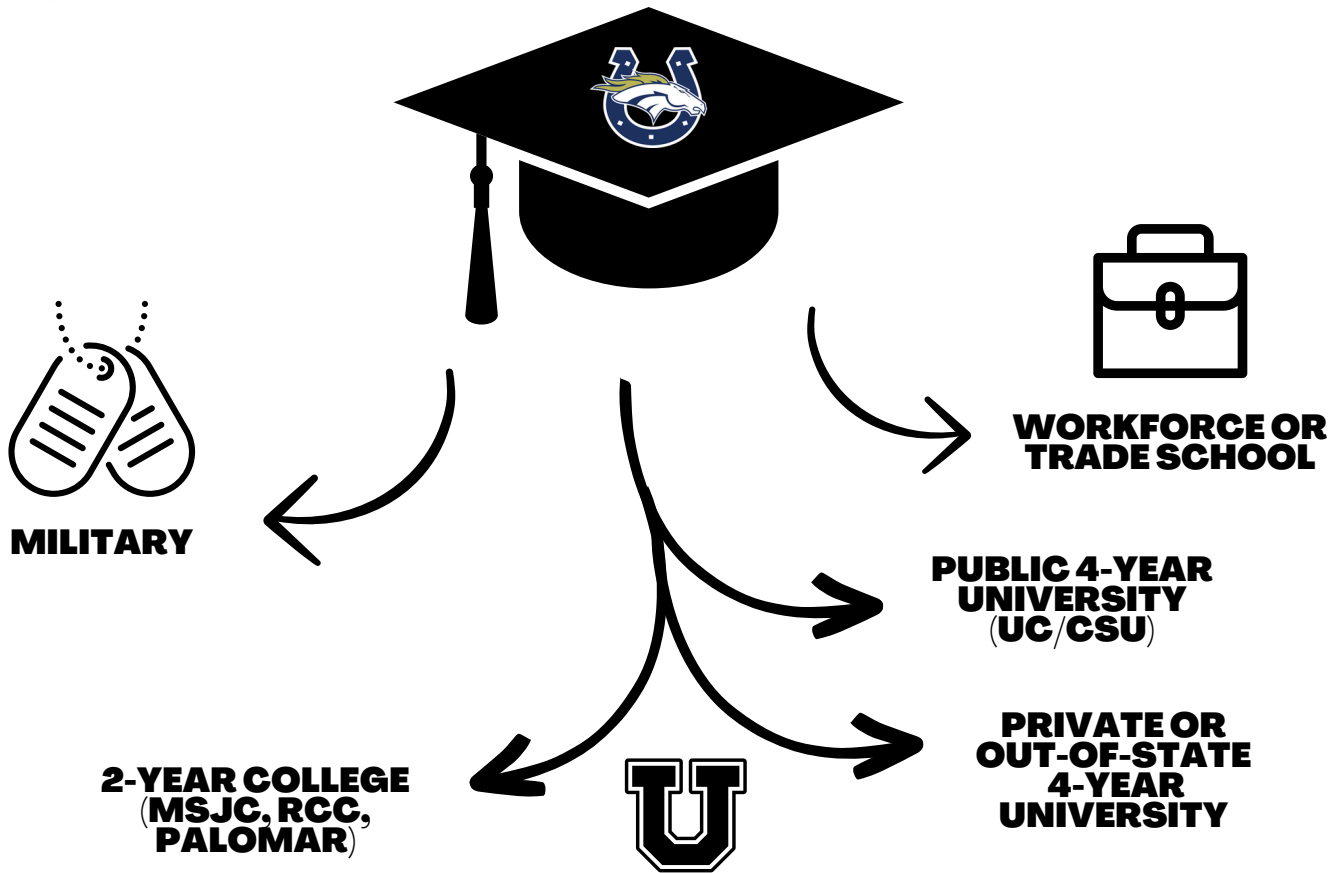 WORKFORCE OR
TRADE SCHOOL
MILITARY
PUBLIC 4-YEAR
UNIVERSITY
(UC/CSU)
PRIVATE OR
OUT-OF-STATE
4-YEAR
UNIVERSITY
2-YEAR COLLEGE
(MSJC, RCC,
PALOMAR)
U